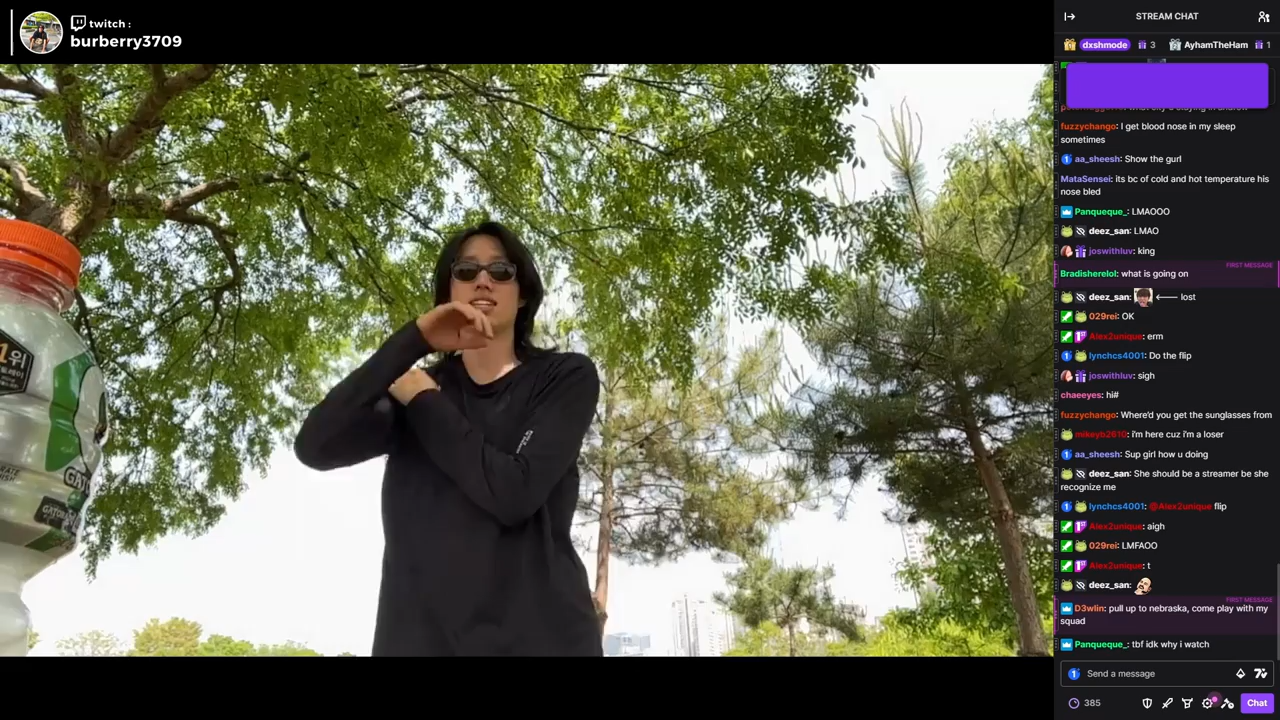 twitch :
burberry3709
STREAM CHAT
dxshmode 3 AyhamTheHam 1
fuzzychango: I get blood nose in my sleep
sometimes
aa_sheesh: Show the gurl
MataSensei: its bc of cold and hot temperature his
nose bled
Panqueque_: LMAOOO
deez_san: LMAO
joswithluv: king
FIRST MESSAGE
Bradisherelol: what is going on
deez_san: <—— lost
029rei: OK
Alex2unique: erm
lynchcs4001: Do the flip
joswithluv: sigh
chaeeyes: hi#
fuzzychango: Where'd you get the sunglasses from
mikeyb2610: i'm here cuz i'm a loser
aa_sheesh: Sup girl how u doing
deez_san: She should be a streamer be she
recognize me
lynchcs4001: @Alex2unique flip
Alex2unique: aigh
029rei: LMFAOO
Alex2unique: t
deez_san:
FIRST MESSAGE
D3wlin: pull up to nebraska, come play with my
squad
Panqueque_: tbf idk why i watch
Send a message
385
Chat
1위